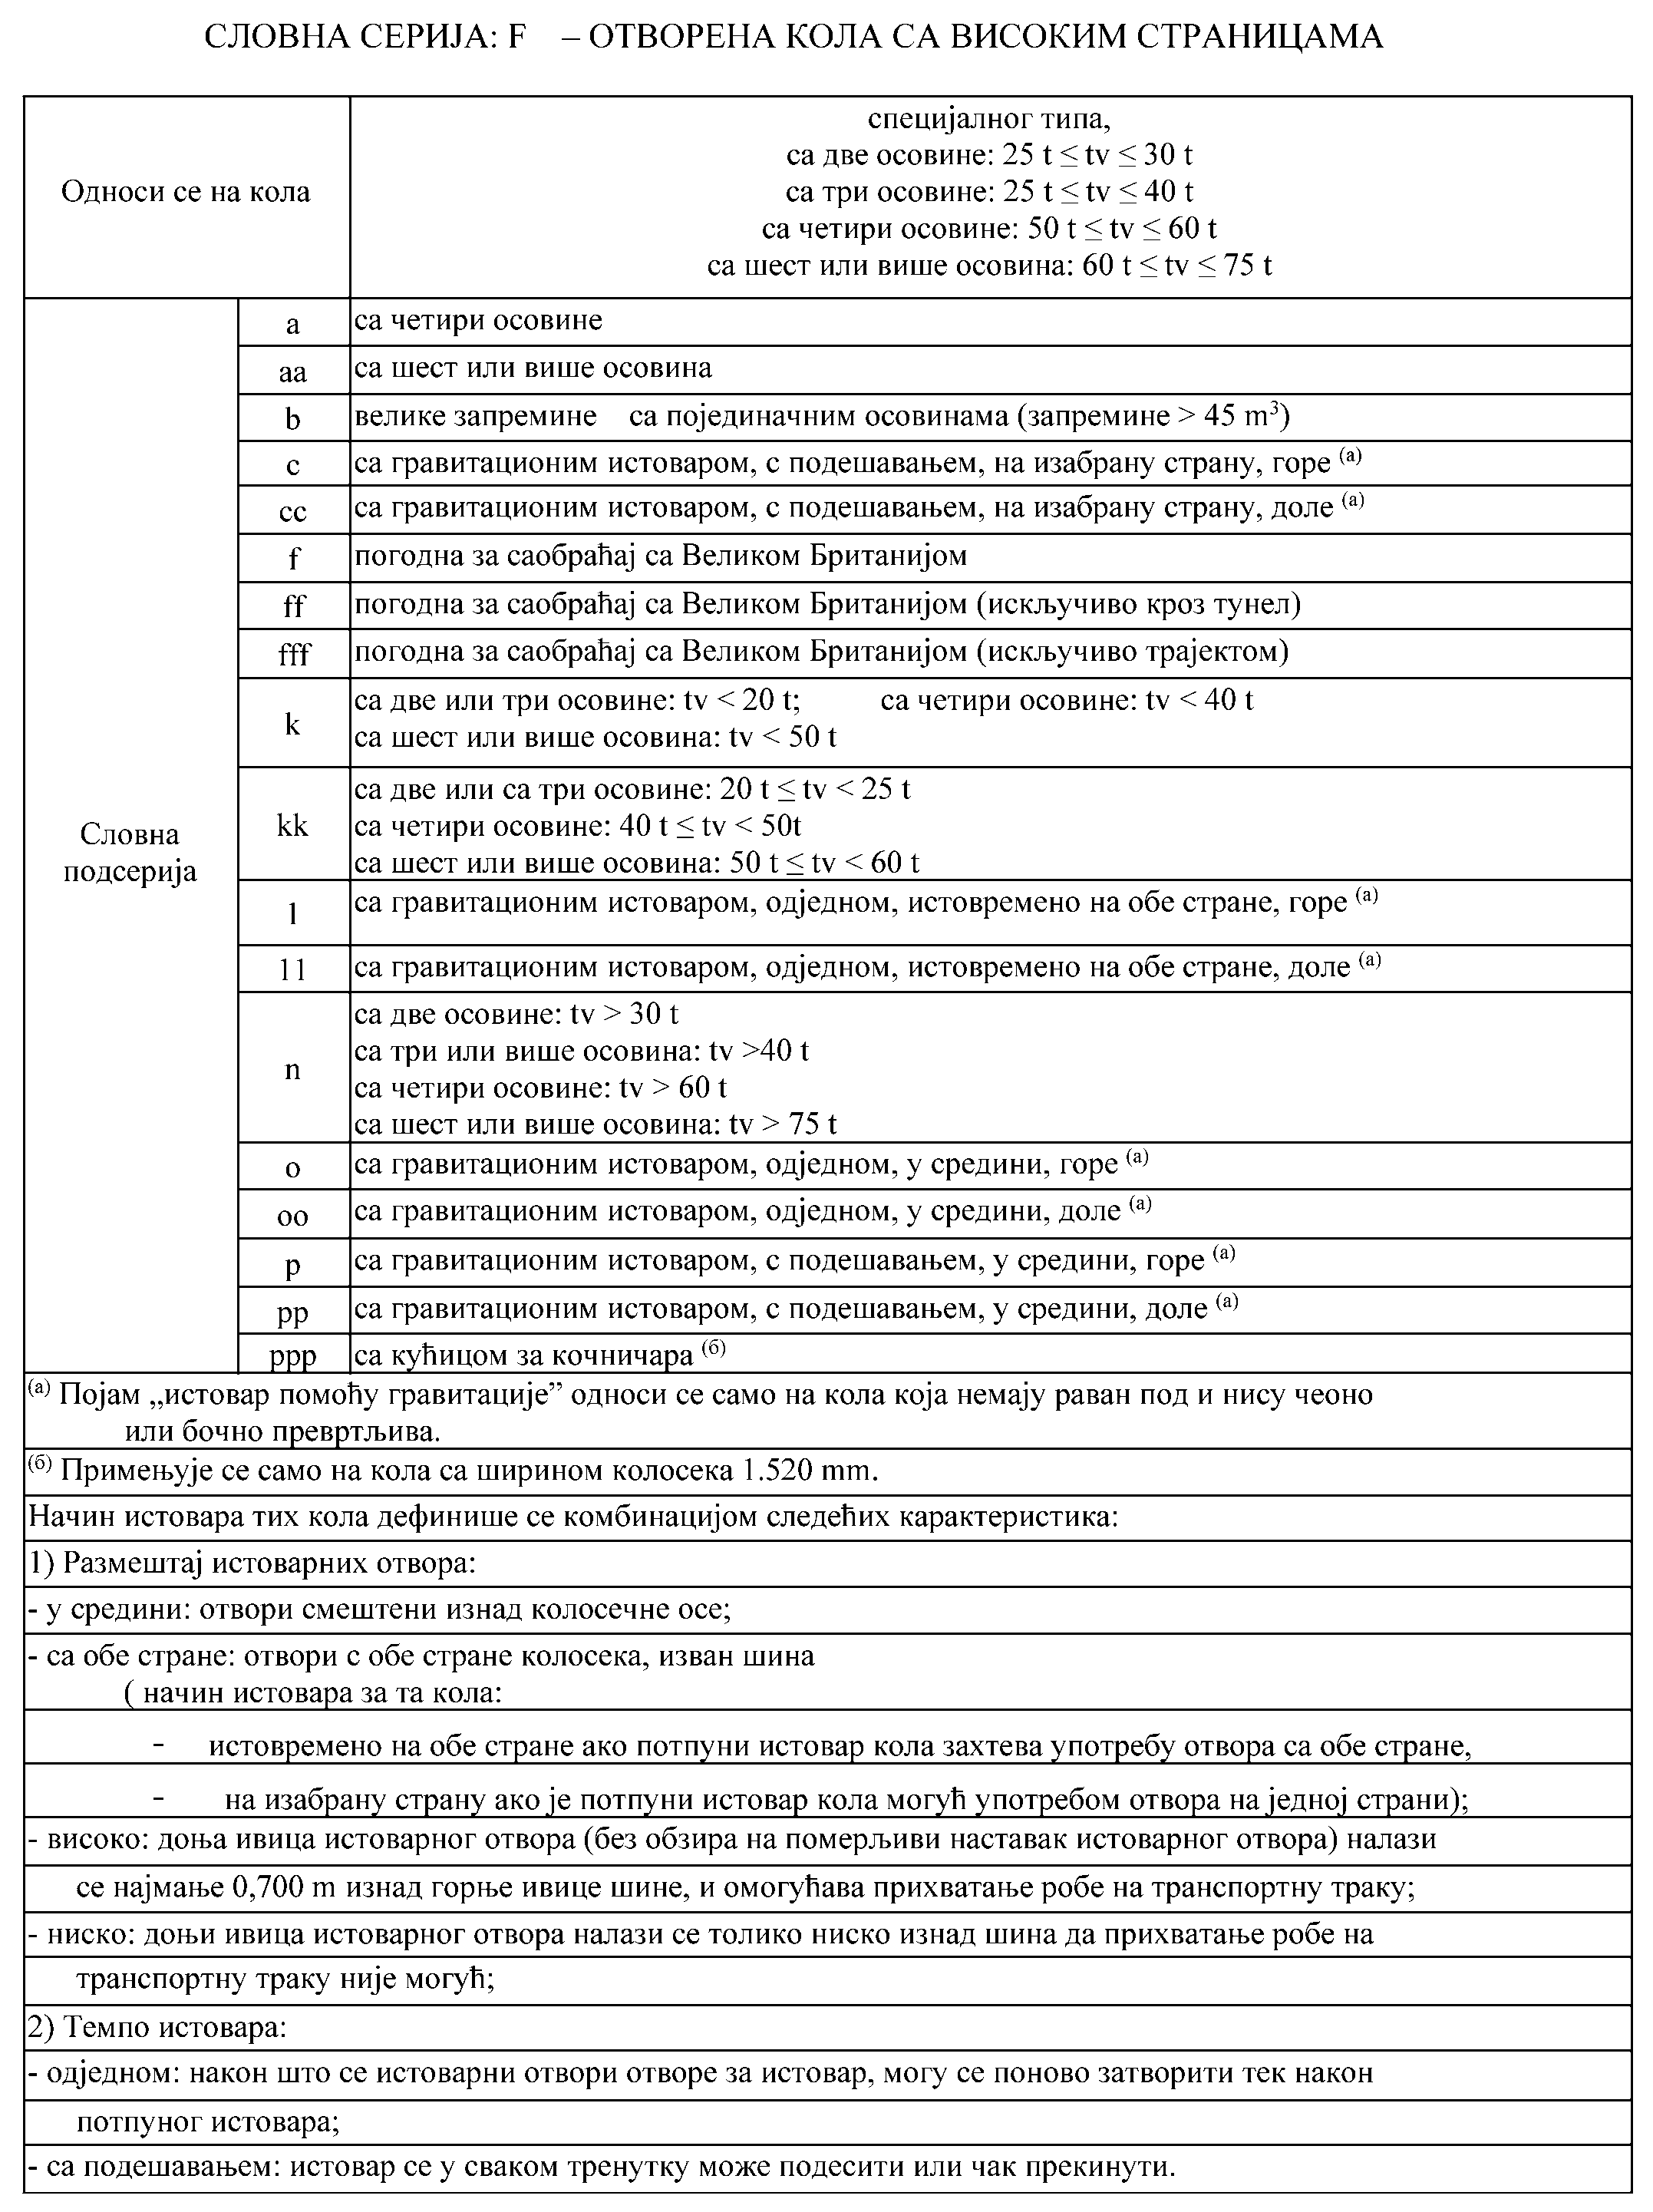 СЛОВНА СЕРИЈА: F – ОТВОРЕНА КОЛА СА ВИСОКИМ СТРАНИЦАМА
Односи се на кола
специјалног типа,
са две осовине: 25 t ≤ tv ≤ 30 t
са три осовине: 25 t ≤ tv ≤ 40 t
са четири осовине: 50 t ≤ tv ≤ 60 t
са шест или више осовина: 60 t ≤ tv ≤ 75 t
Словна
подсерија
a са четири осовине
aa са шест или више осовина
b велике запремине са појединачним осовинама (запремине > 45 m³)
c са гравитационим истоваром, с подешавањем, на изабрану страну, горе (а)
cc са гравитационим истоваром, с подешавањем, на изабрану страну, доле (а)
f погодна за саобраћај са Великом Британијом
ff погодна за саобраћај са Великом Британијом (искључиво кроз тунел)
fff погодна за саобраћај са Великом Британијом (искључиво трајектом)
k са две или три осовине: tv < 20 t; са четири осовине: tv < 40 t
са шест или више осовина: tv < 50 t
kk са две или са три осовине: 20 t ≤ tv < 25 t
са четири осовине: 40 t ≤ tv < 50t
са шест или више осовина: 50 t ≤ tv < 60 t
1 са гравитационим истоваром, одједном, истовремено на обе стране, горе (а)
11 са гравитационим истоваром, одједном, истовремено на обе стране, доле (а)
n са две осовине: tv > 30 t
са три или више осовина: tv >40 t
са четири осовине: tv > 60 t
са шест или више осовина: tv > 75 t
o са гравитационим истоваром, одједном, у средини, горе (а)
oo са гравитационим истоваром, одједном, у средини, доле (а)
p са гравитационим истоваром, с подешавањем, у средини, горе (а)
pp са гравитационим истоваром, с подешавањем, у средини, доле (а)
ppp са кућицом за кочничара (б)
(а) Појам „истовар помоћу гравитације” односи се само на кола која немају раван под и нису чеоно
или бочно превртљива.
(б) Примењује се само на кола са ширином колосека 1.520 mm.
Начин истовара тих кола дефинише се комбинацијом следећих карактеристика:
1) Размештај истоварних отвора:
- у средини: отвори смештени изнад колосечне осе;
- са обе стране: отвори с обе стране колосека, изван шина
( начин истовара за та кола:
- истовремено на обе стране ако потпуни истовар кола захтева употребу отвора са обе стране,
- на изабрану страну ако је потпуни истовар кола могућ употребом отвора на једној страни);
- високо: доња ивица истоварног отвора (без обзира на померљиви наставак истоварног отвора) налази
се најмање 0,700 m изнад горње ивице шине, и омогућава прихватање робе на транспортну траку;
- ниско: доњи ивица истоварног отвора налази се толико ниско изнад шина да прихватање робе на
транспортну траку није могућ;
2) Темпо истовара:
- одједном: након што се истоварни отвори отворе за истовар, могу се поново затворити тек након
потпуног истовара;
- са подешавањем: истовар се у сваком тренутку може подесити или чак прекинути.